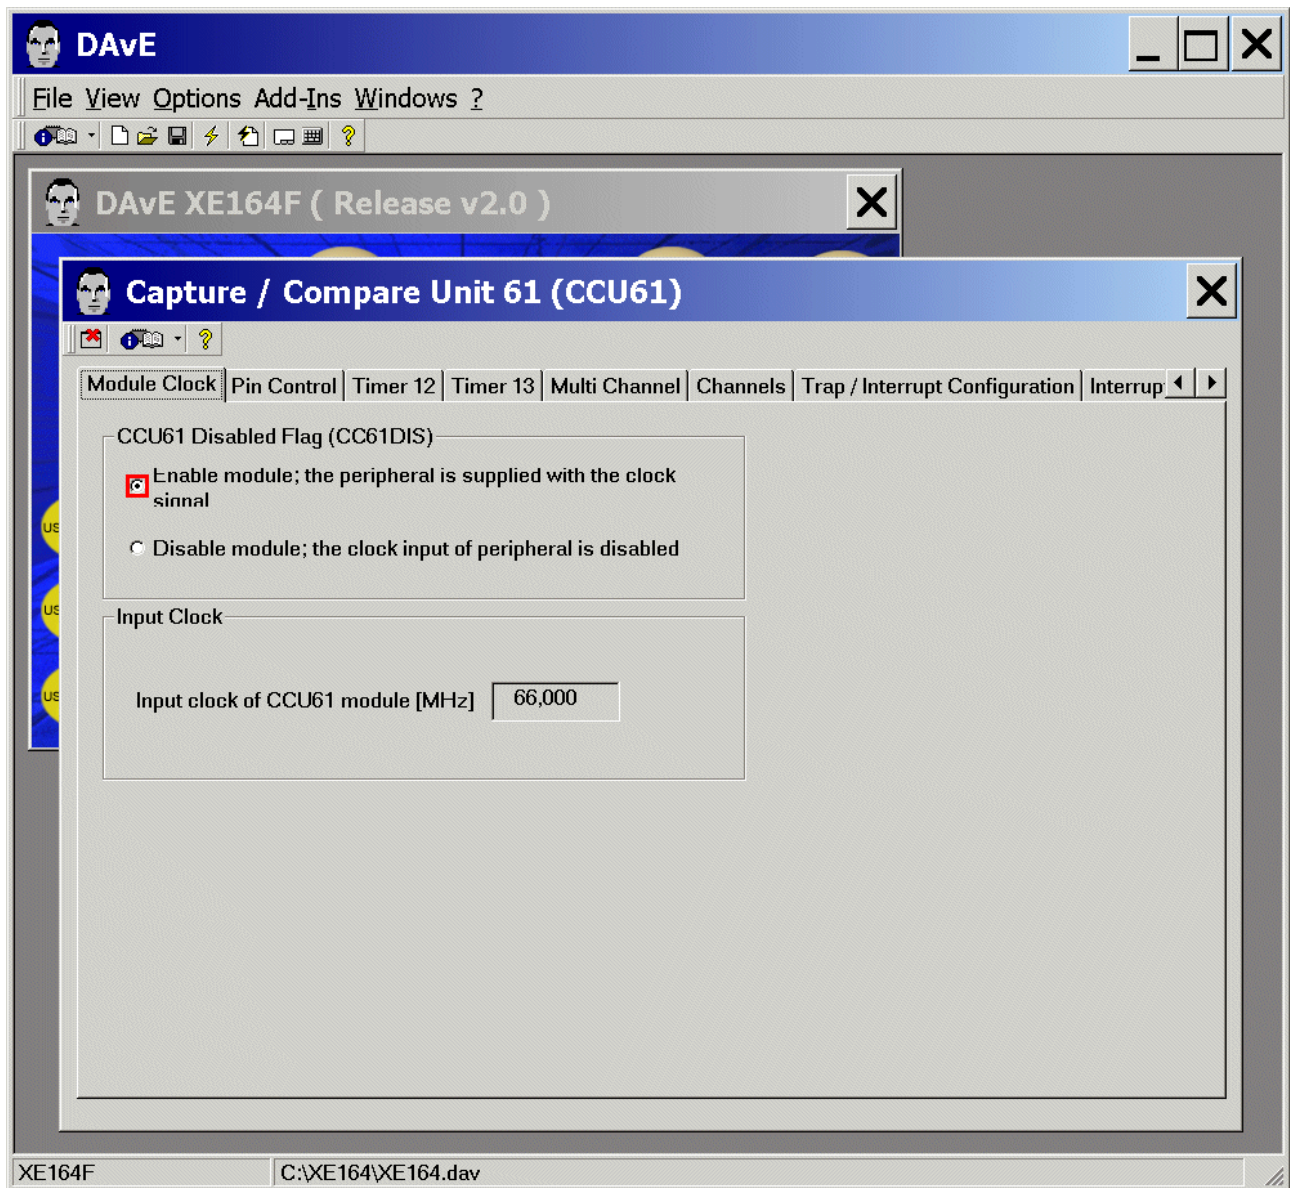 DAvE
File View Options Add-Ins Windows ?
DAvE XE164F ( Release v2.0 )
Capture / Compare Unit 61 (CCU61)
Module Clock Pin Control Timer 12 Timer 13 Multi Channel Channels Trap / Interrupt Configuration Interrup
CCU61 Disabled Flag (CC61DIS)
Enable module; the peripheral is supplied with the clock
signal
Disable module; the clock input of peripheral is disabled
US
Input Clock
US
Input clock of CCU61 module [MHz] 66,000
US
XE164F C:\XE164\XE164.dav